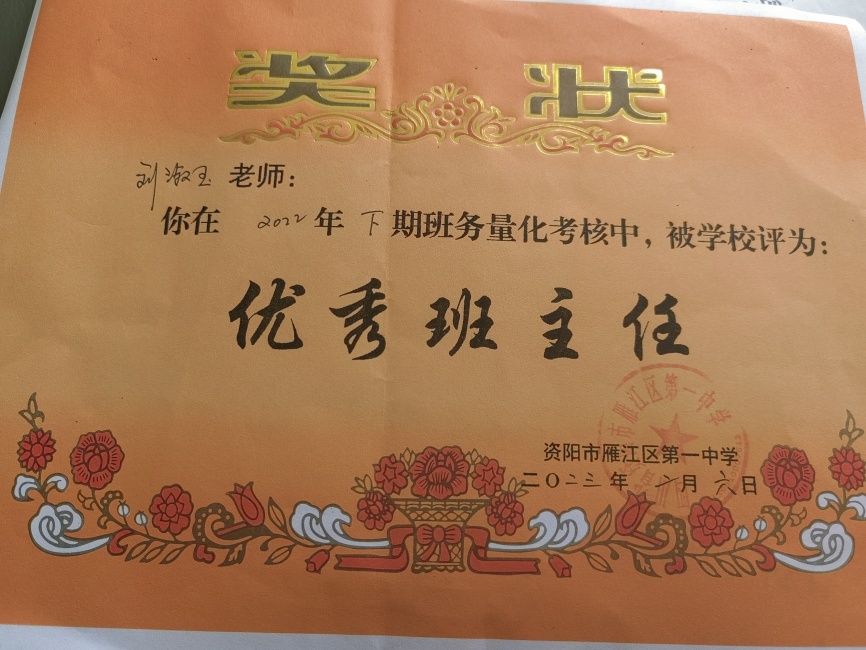 奖状
刘淑玉 老师：
你在 2022 年 下 期班务量化考核中，被学校评为：
优秀班主任
资阳市雁江区第一中学
二〇二三年 二月六日